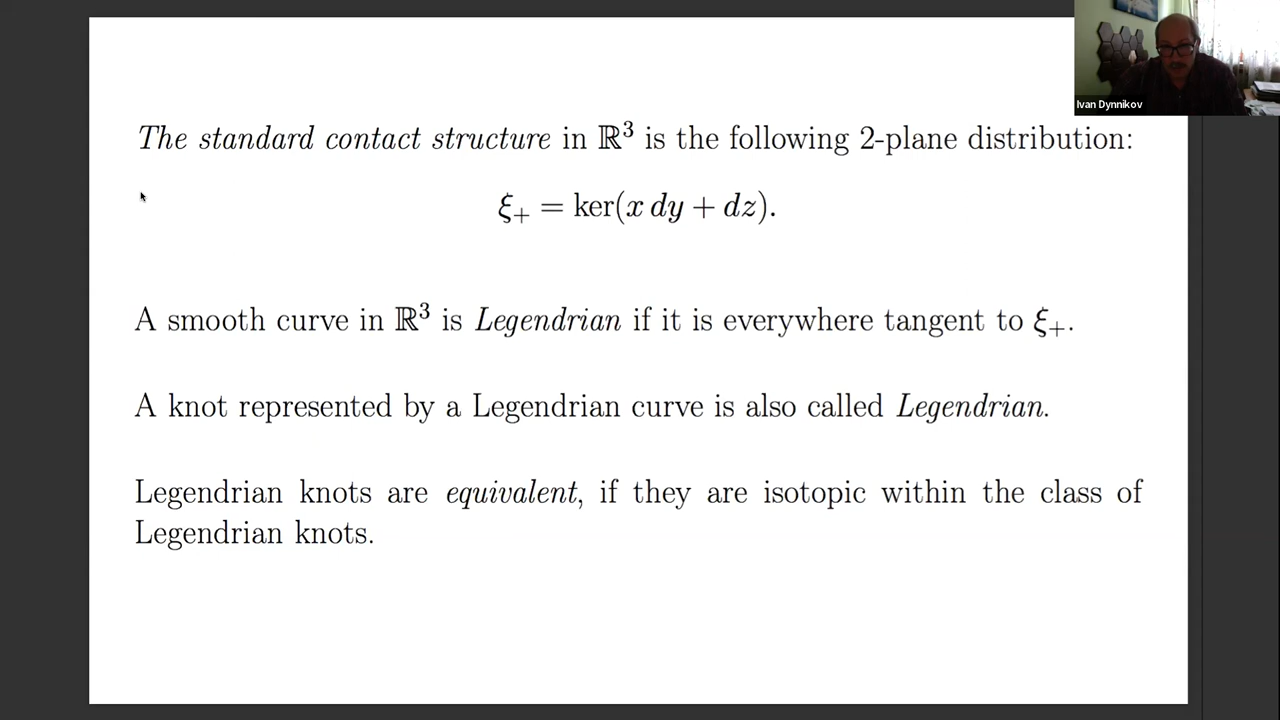 Ivan Dynnikov
The standard contact structure in ℝ³ is the following 2-plane distribution:
ξ₊ = ker(x dy + dz).
A smooth curve in ℝ³ is Legendrian if it is everywhere tangent to ξ₊.
A knot represented by a Legendrian curve is also called Legendrian.
Legendrian knots are equivalent, if they are isotopic within the class of
Legendrian knots.